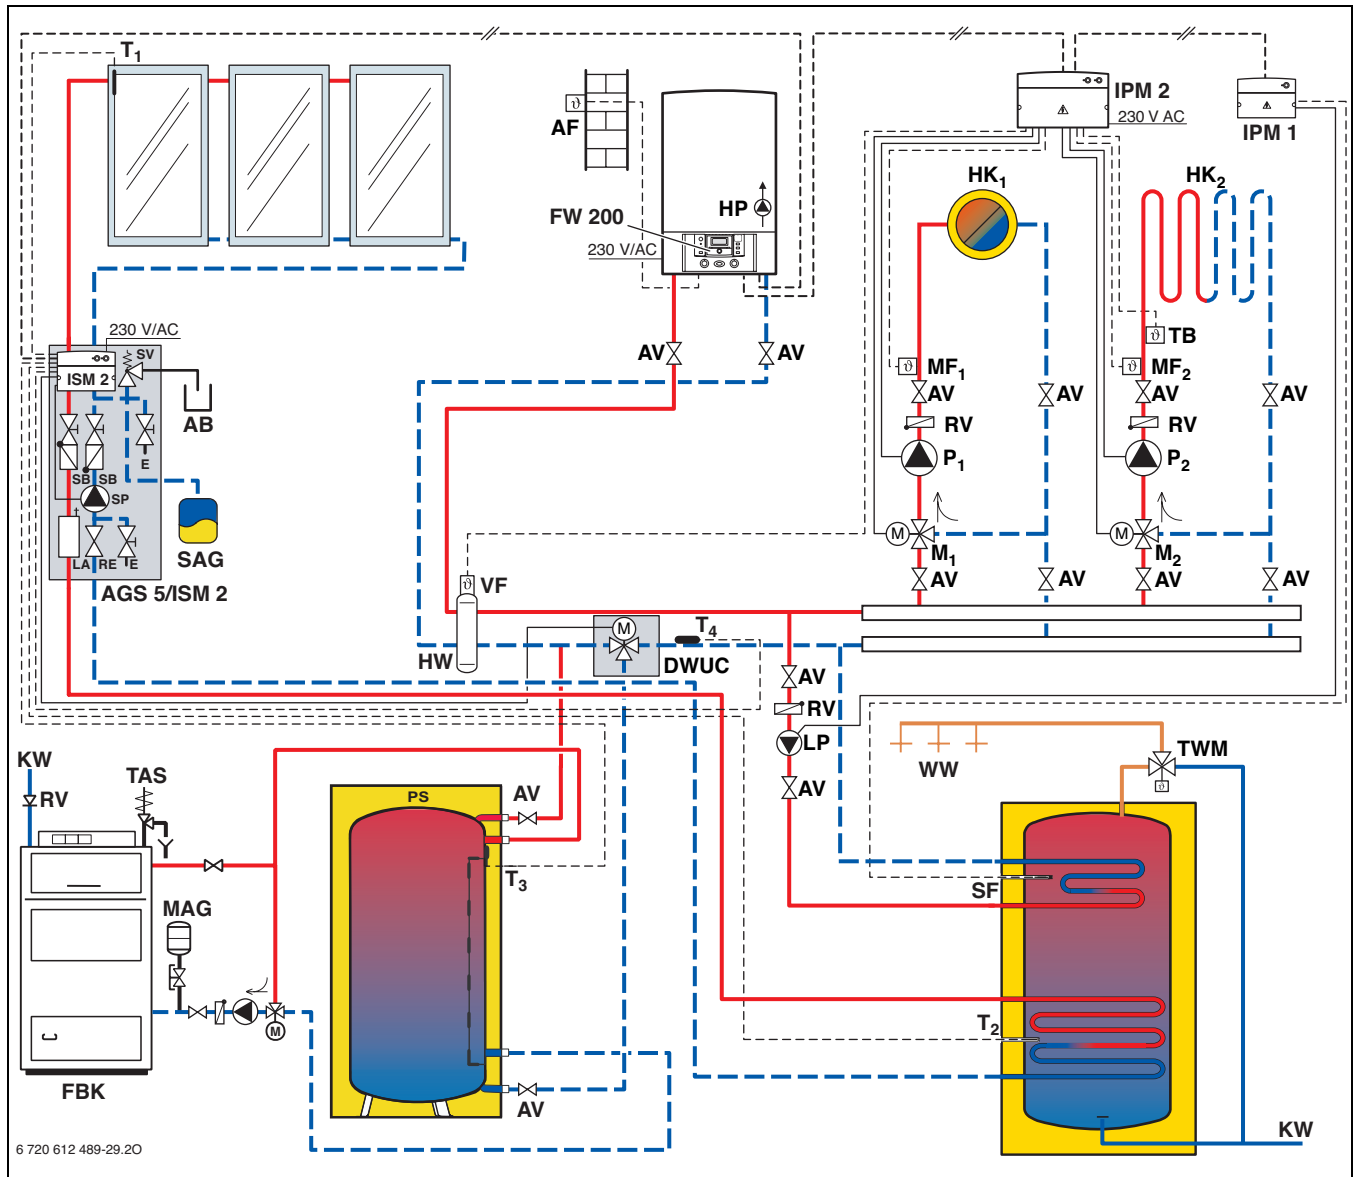 T1
AF
FW 200
HP
230 V/AC
IPM 2
230 V AC
IPM 1
HK1
HK2
TB
230 V/AC
ISM 2
SV
AB
E
SB SB
SP
t
LA RE E
SAG
AGS 5/ISM 2
AV AV
MF1 MF2
AV AV AV AV
RV RV
P1 P2
M M
M1 M2
AV AV AV AV
ϑ ϑ ϑ ϑ ϑ ϑ
VF
HW
M
T4
DWUC
AV
RV
LP
AV
KW
RV
TAS
MAG
M
FBK
PS
AV
T3
AV
WW
TWM
SF
T2
KW
6 720 612 489-29.2O